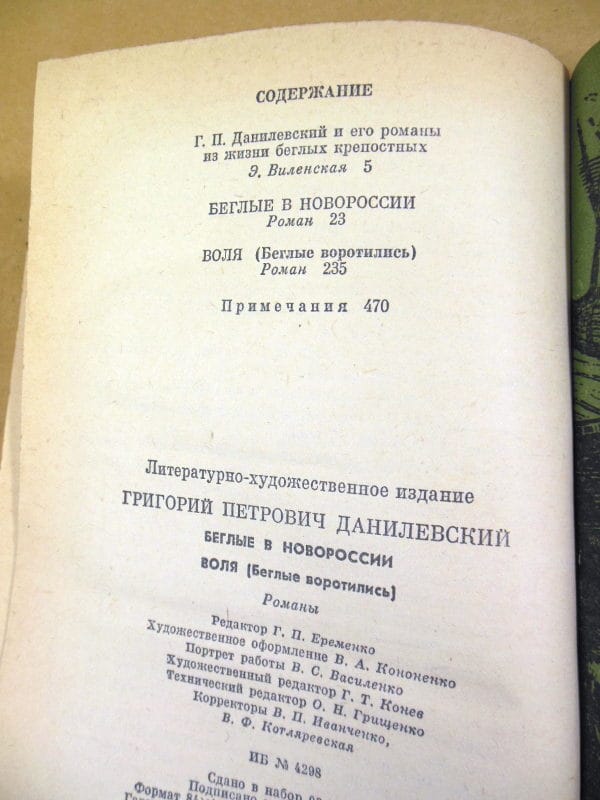 СОДЕРЖАНИЕ
Г. П. Данилевский и его романы
из жизни беглых крепостных
Э. Виленская 5
БЕГЛЫЕ В НОВОРОССИИ
Роман 23
ВОЛЯ (Беглые воротились)
Роман 235
Примечания 470
Литературно-художественное издание
ГРИГОРИЙ ПЕТРОВИЧ ДАНИЛЕВСКИЙ
БЕГЛЫЕ В НОВОРОССИИ
ВОЛЯ (Беглые воротились)
Романы
Редактор Г. П. Еременко
Художественное оформление В. А. Кононенко
Портрет работы В. С. Василенко
Художественный редактор Г. Т. Конев
Технический редактор О. Н. Грищенко
Корректоры В. П. Иванченко,
В. Ф. Котляревская
ИБ № 4298
Сдано в набор
Подписано
Формат